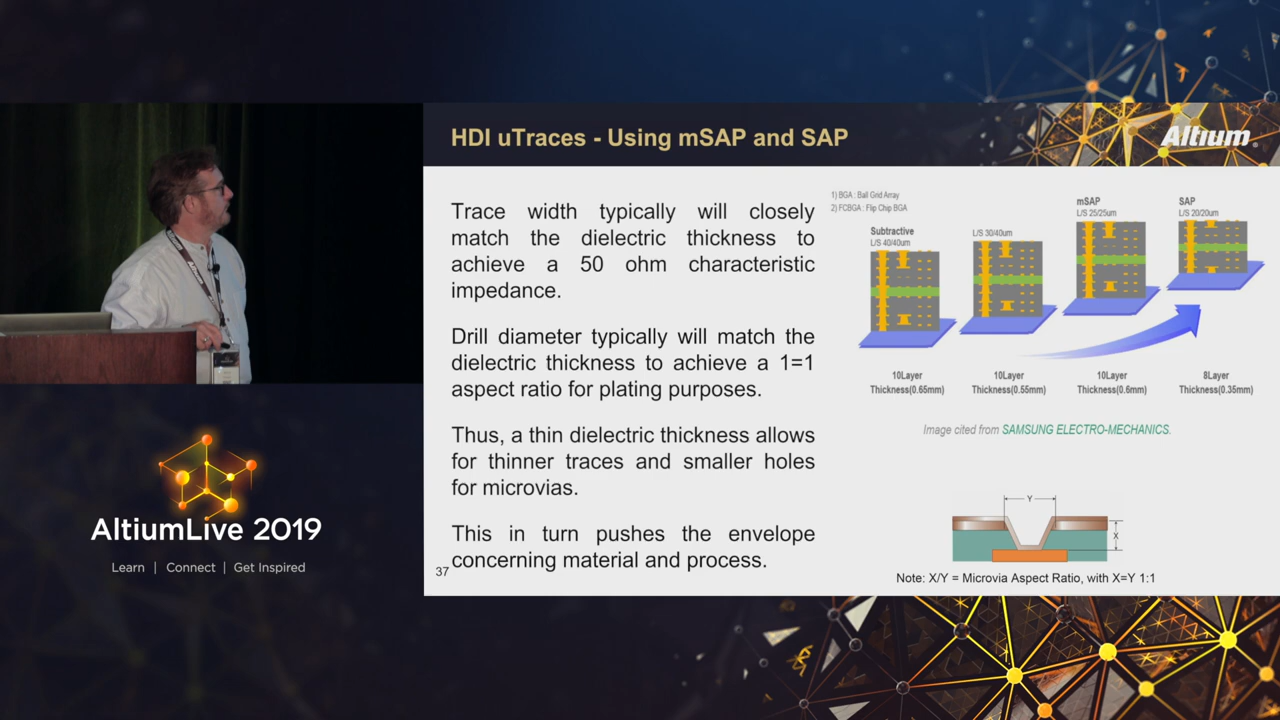 HDI uTraces - Using mSAP and SAP
Altium
Trace width typically will closely
match the dielectric thickness to
achieve a 50 ohm characteristic
impedance.
Drill diameter typically will match the
dielectric thickness to achieve a 1=1
aspect ratio for plating purposes.
Thus, a thin dielectric thickness allows
for thinner traces and smaller holes
for microvias.
This in turn pushes the envelope
concerning material and process.
37
1) BGA : Ball Grid Array
2) FCBGA : Flip Chip BGA
Subtractive
L/S 40/40um
L/S 30/40um
mSAP
L/S 25/25um
SAP
L/S 20/20um
10Layer
Thickness(0.65mm)
10Layer
Thickness(0.55mm)
10Layer
Thickness(0.6mm)
8Layer
Thickness(0.35mm)
Image cited from SAMSUNG ELECTRO-MECHANICS.
Y
X
Note: X/Y = Microvia Aspect Ratio, with X=Y 1:1
AltiumLive 2019
Learn | Connect | Get Inspired